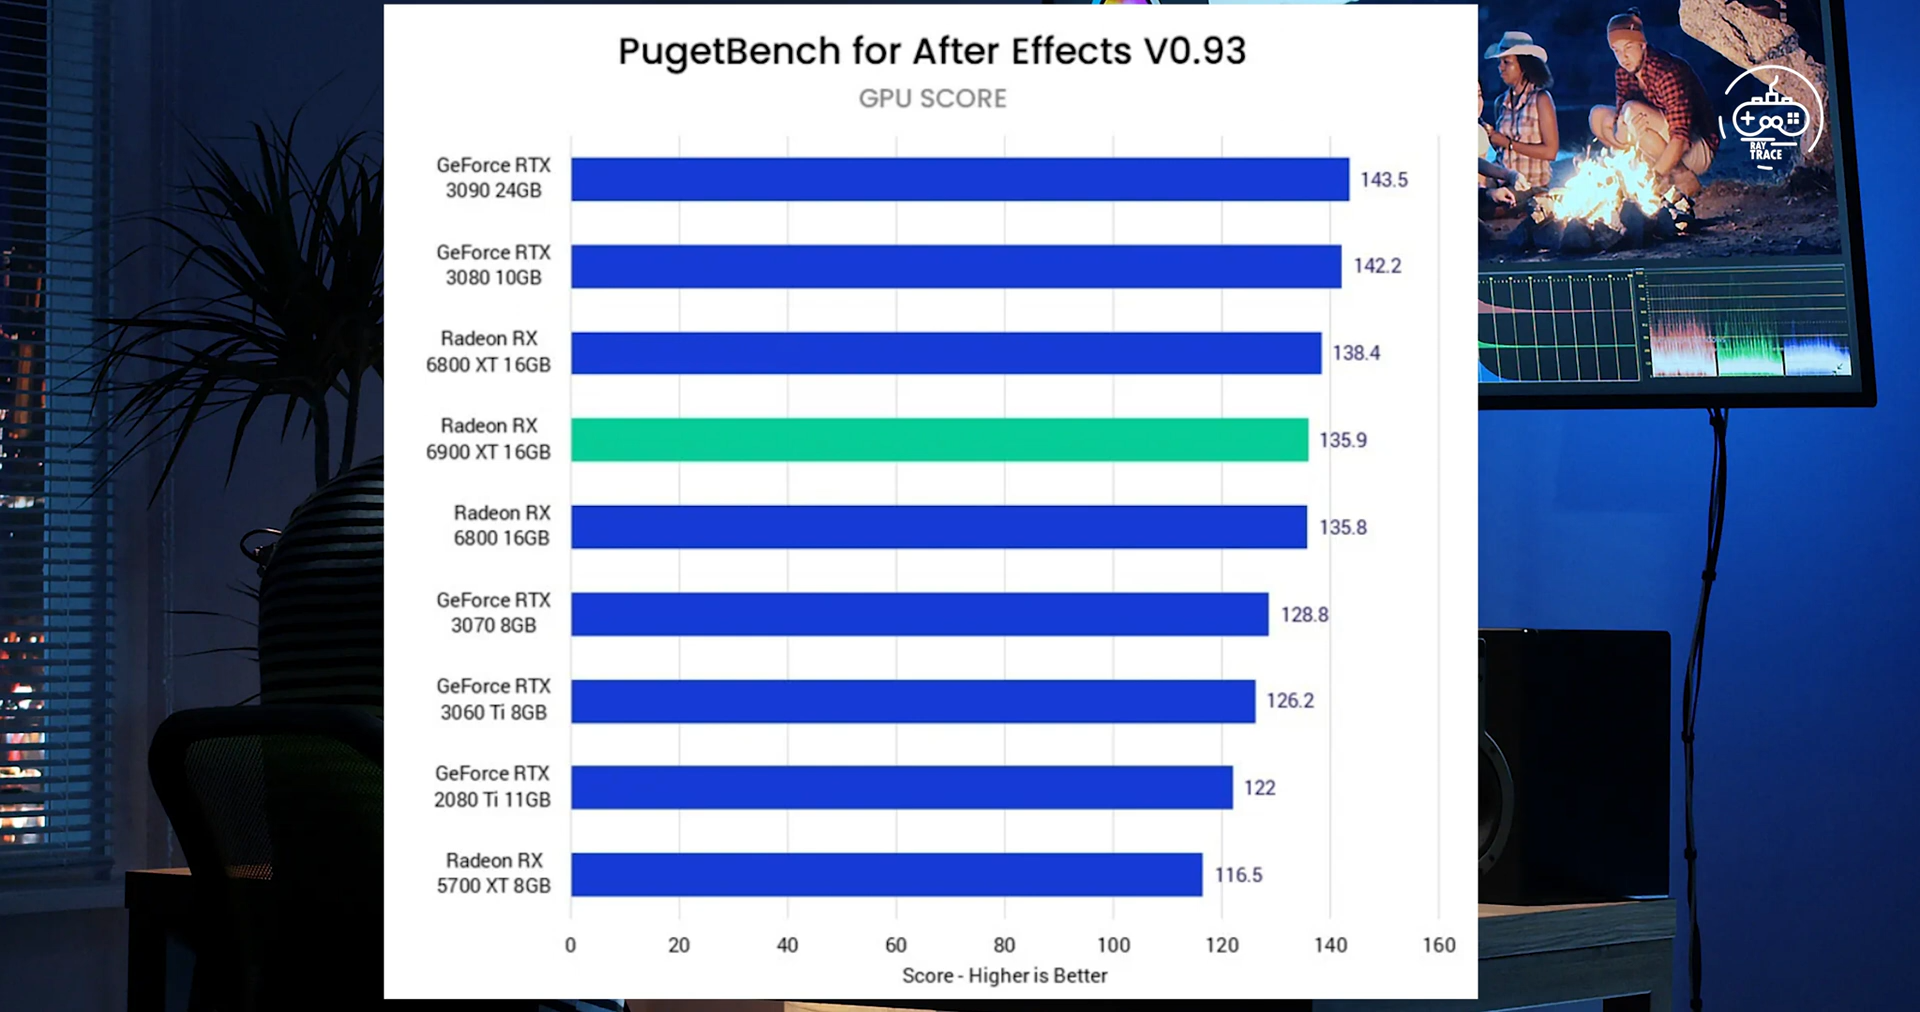 PugetBench for After Effects V0.93
GPU SCORE
GeForce RTX
3090 24GB
143.5
GeForce RTX
3080 10GB
142.2
Radeon RX
6800 XT 16GB
138.4
Radeon RX
6900 XT 16GB
135.9
Radeon RX
6800 16GB
135.8
GeForce RTX
3070 8GB
128.8
GeForce RTX
3060 Ti 8GB
126.2
GeForce RTX
2080 Ti 11GB
122
Radeon RX
5700 XT 8GB
116.5
0 20 40 60 80 100 120 140 160
Score - Higher is Better
RAY
TRACE